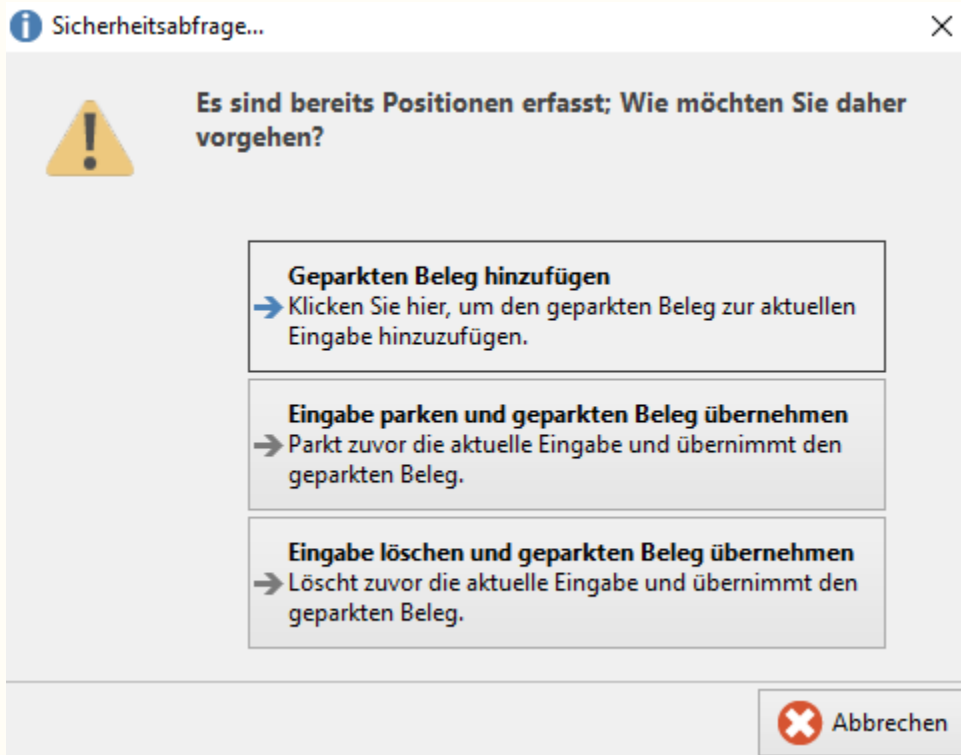 Sicherheitsabfrage...
Es sind bereits Positionen erfasst; Wie möchten Sie daher
vorgehen?
Geparkten Beleg hinzufügen
Klicken Sie hier, um den geparkten Beleg zur aktuellen
Eingabe hinzuzufügen.
Eingabe parken und geparkten Beleg übernehmen
Parkt zuvor die aktuelle Eingabe und übernimmt den
geparkten Beleg.
Eingabe löschen und geparkten Beleg übernehmen
Löscht zuvor die aktuelle Eingabe und übernimmt den
geparkten Beleg.
Abbrechen